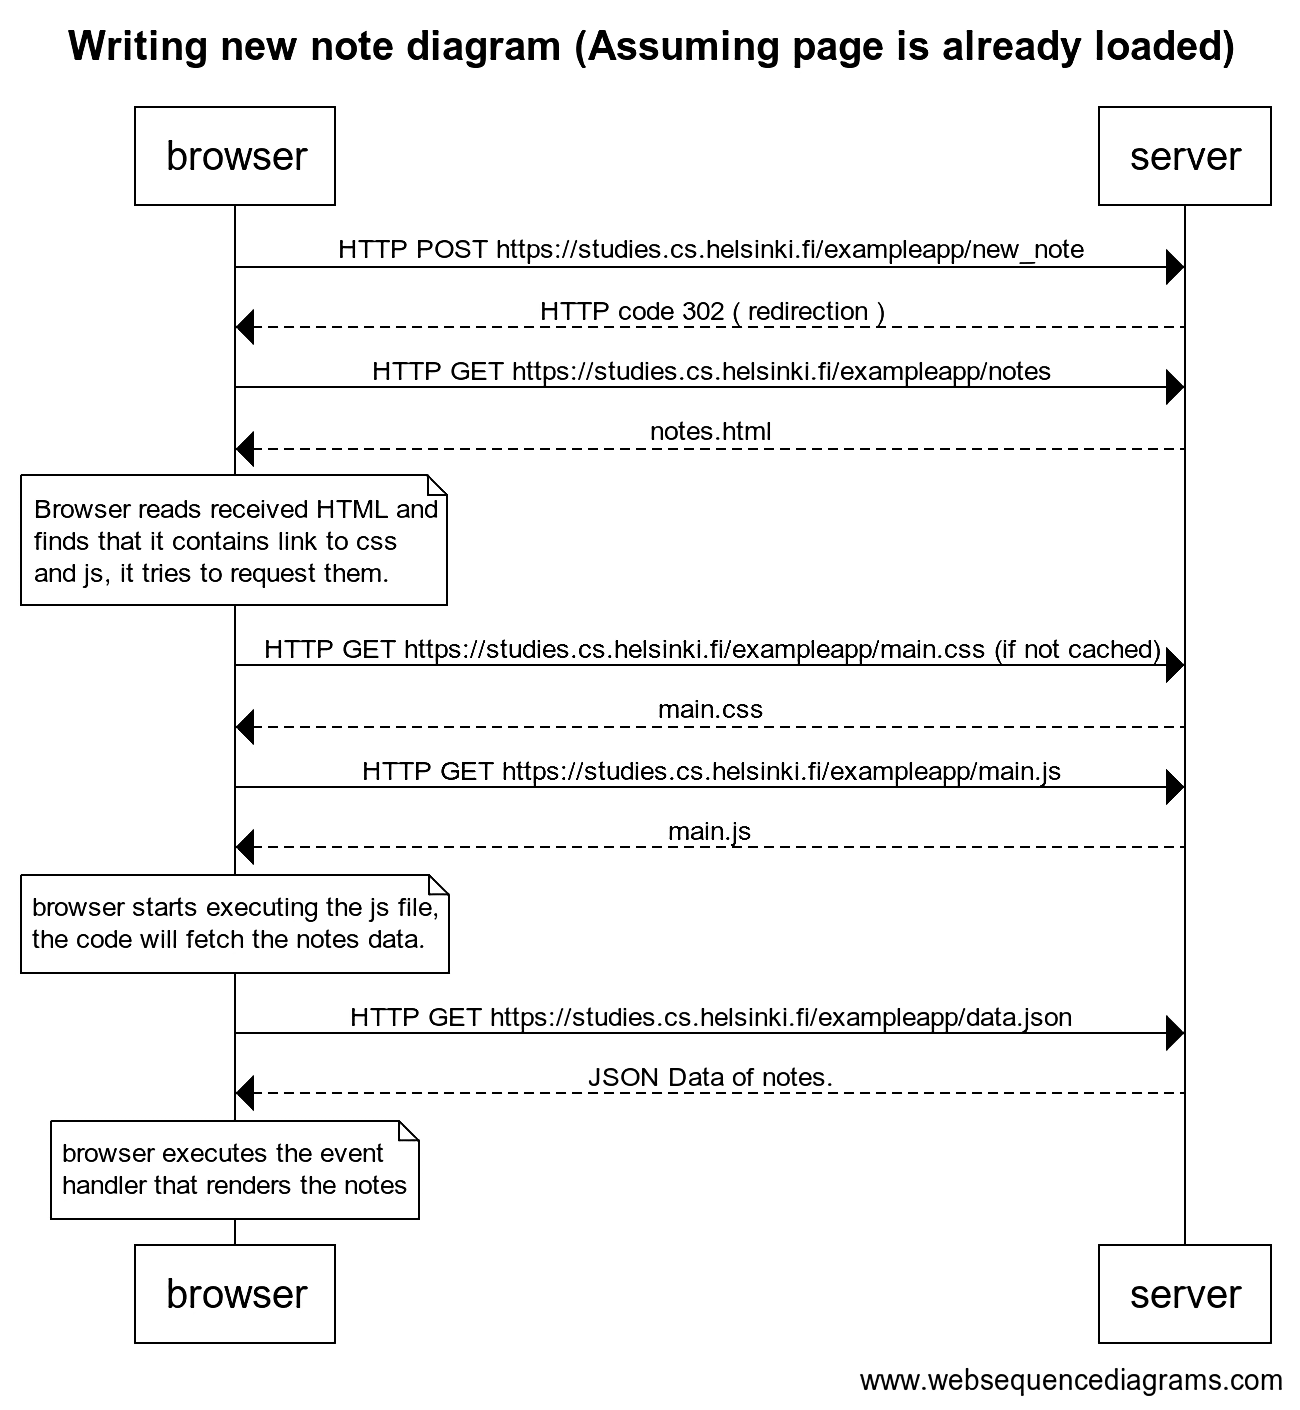 Writing new note diagram (Assuming page is already loaded)
browser
server
HTTP POST https://studies.cs.helsinki.fi/exampleapp/new_note
HTTP code 302 ( redirection )
HTTP GET https://studies.cs.helsinki.fi/exampleapp/notes
notes.html
Browser reads received HTML and
finds that it contains link to css
and js, it tries to request them.
HTTP GET https://studies.cs.helsinki.fi/exampleapp/main.css (if not cached)
main.css
HTTP GET https://studies.cs.helsinki.fi/exampleapp/main.js
main.js
browser starts executing the js file,
the code will fetch the notes data.
HTTP GET https://studies.cs.helsinki.fi/exampleapp/data.json
JSON Data of notes.
browser executes the event
handler that renders the notes
browser
server
www.websequencediagrams.com